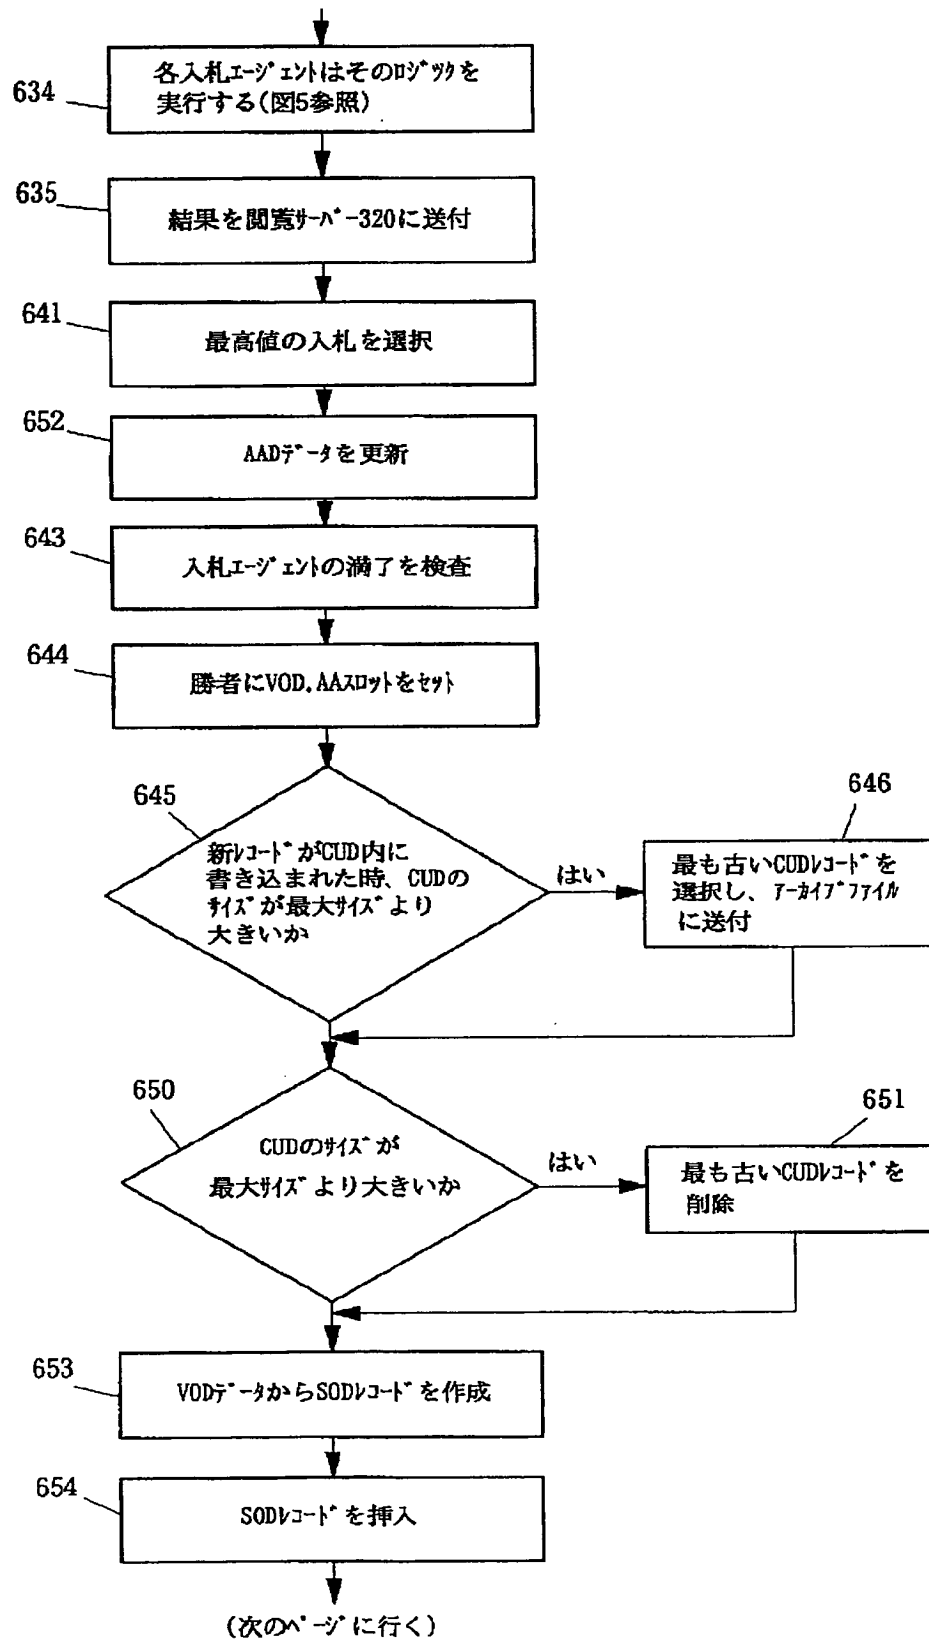 634
各入札ｴｰｼﾞｪﾝﾄはそのﾛｼﾞｯｸを
実行する(図5参照)
635
結果を閲覧ｻｰﾊﾞｰ320に送付
641
最高値の入札を選択
652
AADﾃﾞｰﾀを更新
643
入札ｴｰｼﾞｪﾝﾄの満了を検査
644
勝者にVOD.AAｽﾛｯﾄをｾｯﾄ
645
新ﾚｺｰﾄﾞがCUD内に
書き込まれた時、CUDの
ｻｲｽﾞが最大ｻｲｽﾞより
大きいか
はい
646
最も古いCUDﾚｺｰﾄﾞを
選択し、ｱｰｶｲﾌﾞﾌｧｲﾙ
に送付
650
CUDのｻｲｽﾞが
最大ｻｲｽﾞより大きいか
はい
651
最も古いCUDﾚｺｰﾄﾞを
削除
653
VODﾃﾞｰﾀからSODﾚｺｰﾄﾞを作成
654
SODﾚｺｰﾄﾞを挿入
(次のﾍﾟｰｼﾞに行く)